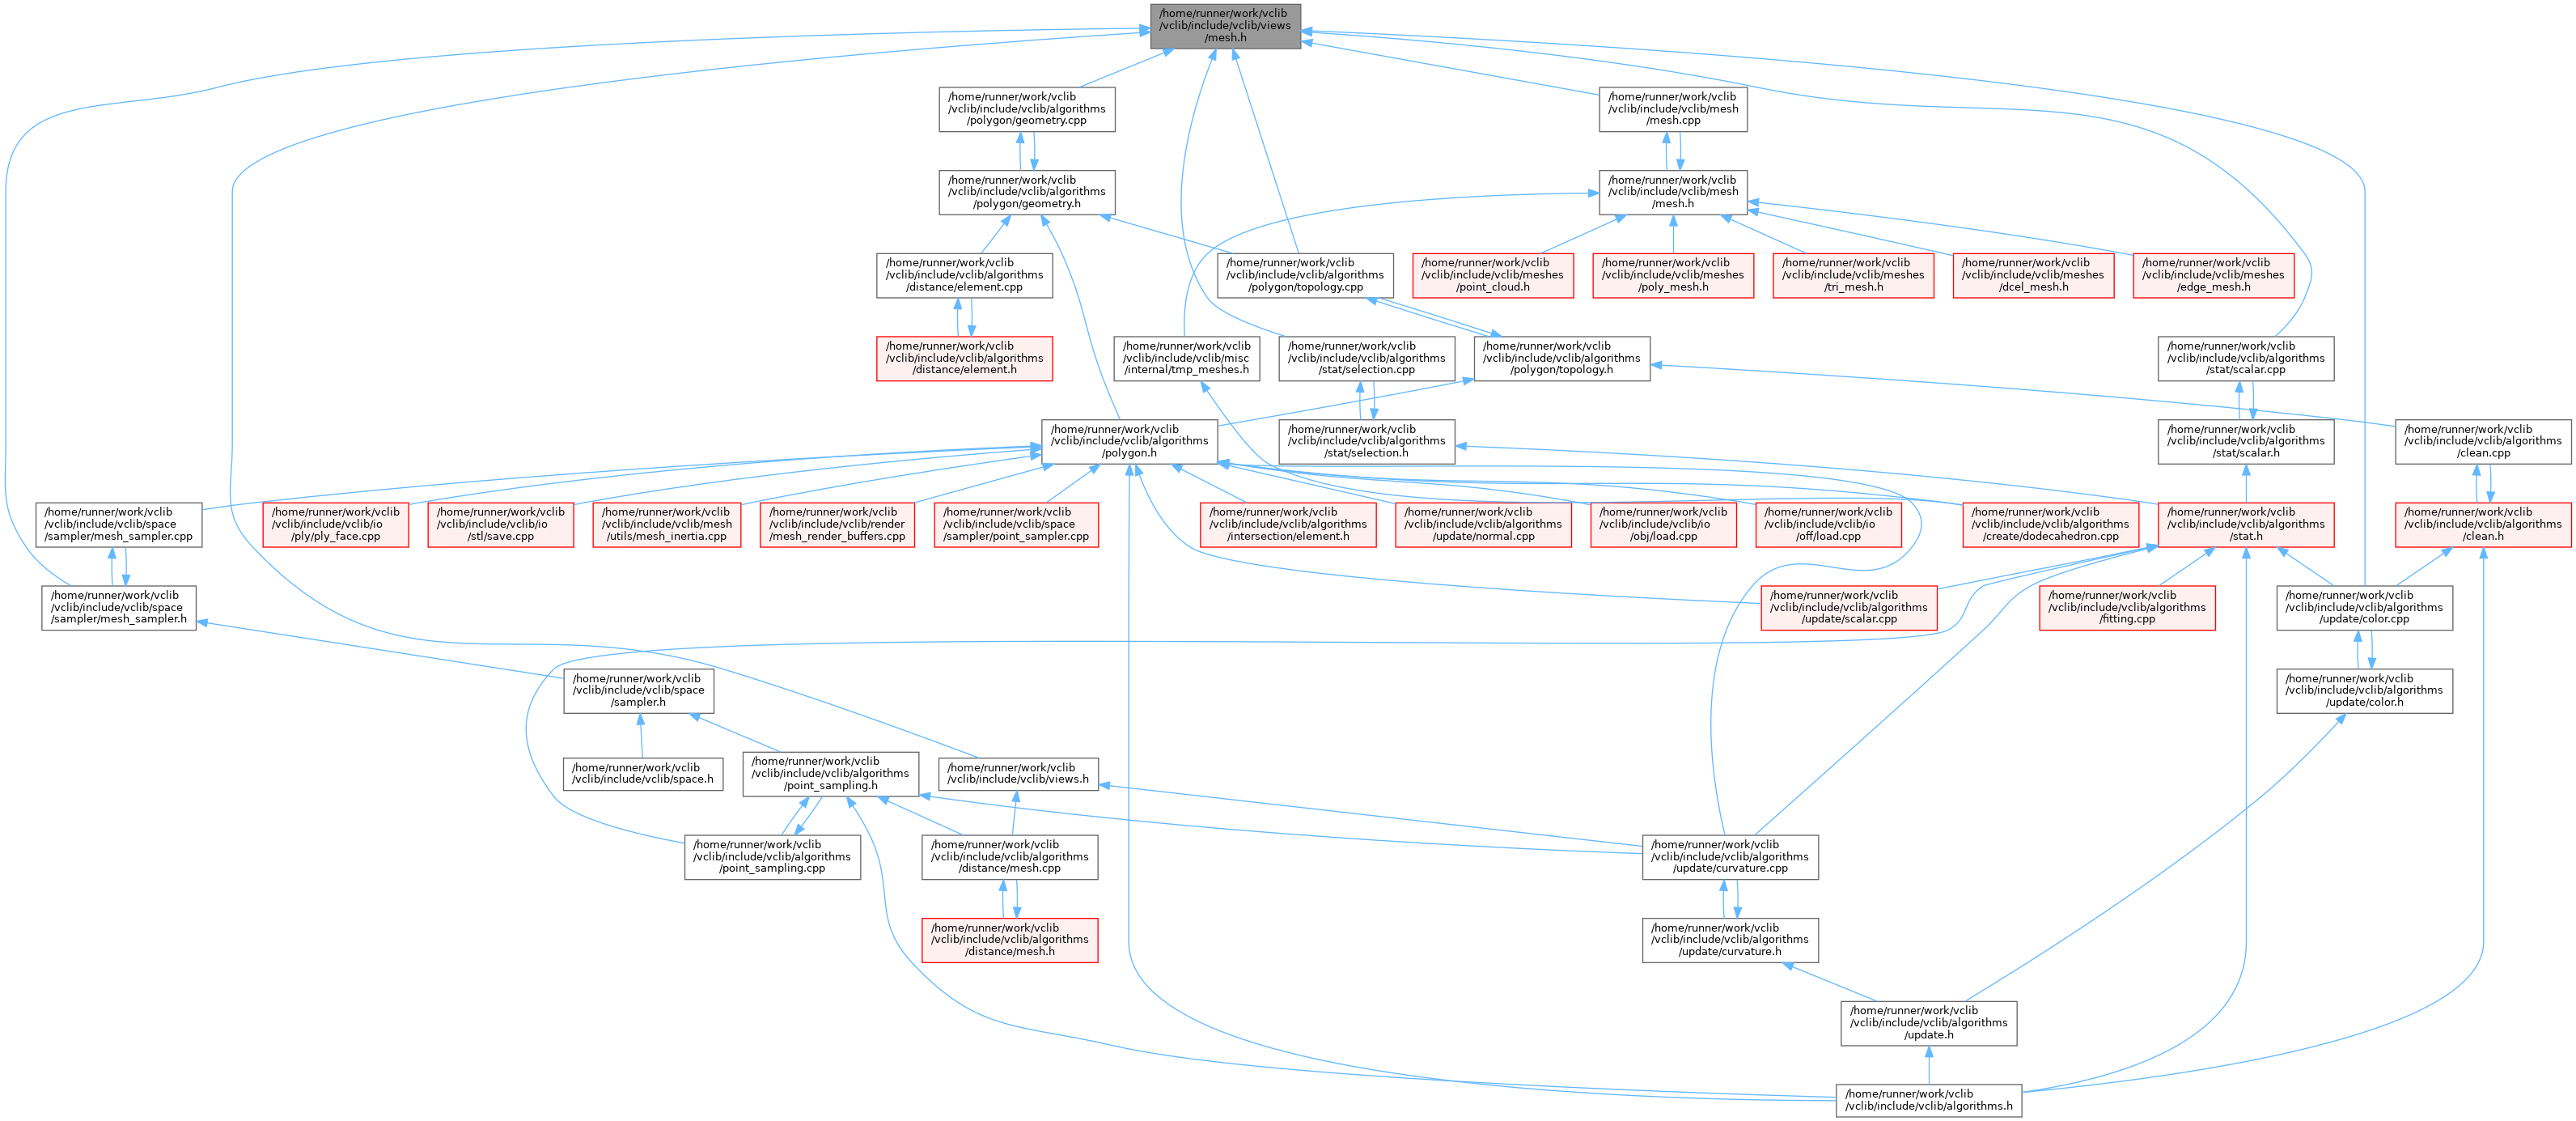 /home/runner/work/vclib
/vclib/include/vclib/views
/mesh.h
/home/runner/work/vclib
/vclib/include/vclib/algorithms
/polygon/geometry.cpp
/home/runner/work/vclib
/vclib/include/vclib/mesh
/mesh.cpp
/home/runner/work/vclib
/vclib/include/vclib/algorithms
/polygon/geometry.h
/home/runner/work/vclib
/vclib/include/vclib/mesh
/mesh.h
/home/runner/work/vclib
/vclib/include/vclib/algorithms
/distance/element.cpp
/home/runner/work/vclib
/vclib/include/vclib/algorithms
/polygon/topology.cpp
/home/runner/work/vclib
/vclib/include/vclib/meshes
/point_cloud.h
/home/runner/work/vclib
/vclib/include/vclib/meshes
/poly_mesh.h
/home/runner/work/vclib
/vclib/include/vclib/meshes
/tri_mesh.h
/home/runner/work/vclib
/vclib/include/vclib/meshes
/dcel_mesh.h
/home/runner/work/vclib
/vclib/include/vclib/meshes
/edge_mesh.h
/home/runner/work/vclib
/vclib/include/vclib/algorithms
/distance/element.h
/home/runner/work/vclib
/vclib/include/vclib/misc
/internal/tmp_meshes.h
/home/runner/work/vclib
/vclib/include/vclib/algorithms
/stat/selection.cpp
/home/runner/work/vclib
/vclib/include/vclib/algorithms
/polygon/topology.h
/home/runner/work/vclib
/vclib/include/vclib/algorithms
/stat/scalar.cpp
/home/runner/work/vclib
/vclib/include/vclib/algorithms
/polygon.h
/home/runner/work/vclib
/vclib/include/vclib/algorithms
/stat/selection.h
/home/runner/work/vclib
/vclib/include/vclib/algorithms
/stat/scalar.h
/home/runner/work/vclib
/vclib/include/vclib/algorithms
/clean.cpp
/home/runner/work/vclib
/vclib/include/vclib/space
/sampler/mesh_sampler.cpp
/home/runner/work/vclib
/vclib/include/vclib/io
/ply/ply_face.cpp
/home/runner/work/vclib
/vclib/include/vclib/io
/stl/save.cpp
/home/runner/work/vclib
/vclib/include/vclib/mesh
/utils/mesh_inertia.cpp
/home/runner/work/vclib
/vclib/include/vclib/render
/mesh_render_buffers.cpp
/home/runner/work/vclib
/vclib/include/vclib/space
/sampler/point_sampler.cpp
/home/runner/work/vclib
/vclib/include/vclib/algorithms
/intersection/element.h
/home/runner/work/vclib
/vclib/include/vclib/algorithms
/update/normal.cpp
/home/runner/work/vclib
/vclib/include/vclib/io
/obj/load.cpp
/home/runner/work/vclib
/vclib/include/vclib/io
/off/load.cpp
/home/runner/work/vclib
/vclib/include/vclib/algorithms
/create/dodecahedron.cpp
/home/runner/work/vclib
/vclib/include/vclib/algorithms
/stat.h
/home/runner/work/vclib
/vclib/include/vclib/algorithms
/clean.h
/home/runner/work/vclib
/vclib/include/vclib/space
/sampler/mesh_sampler.h
/home/runner/work/vclib
/vclib/include/vclib/algorithms
/update/scalar.cpp
/home/runner/work/vclib
/vclib/include/vclib/algorithms
/fitting.cpp
/home/runner/work/vclib
/vclib/include/vclib/algorithms
/update/color.cpp
/home/runner/work/vclib
/vclib/include/vclib/space
/sampler.h
/home/runner/work/vclib
/vclib/include/vclib/algorithms
/update/color.h
/home/runner/work/vclib
/vclib/include/vclib/space.h
/home/runner/work/vclib
/vclib/include/vclib/algorithms
/point_sampling.h
/home/runner/work/vclib
/vclib/include/vclib/views.h
/home/runner/work/vclib
/vclib/include/vclib/algorithms
/point_sampling.cpp
/home/runner/work/vclib
/vclib/include/vclib/algorithms
/distance/mesh.cpp
/home/runner/work/vclib
/vclib/include/vclib/algorithms
/update/curvature.cpp
/home/runner/work/vclib
/vclib/include/vclib/algorithms
/distance/mesh.h
/home/runner/work/vclib
/vclib/include/vclib/algorithms
/update/curvature.h
/home/runner/work/vclib
/vclib/include/vclib/algorithms
/update.h
/home/runner/work/vclib
/vclib/include/vclib/algorithms.h